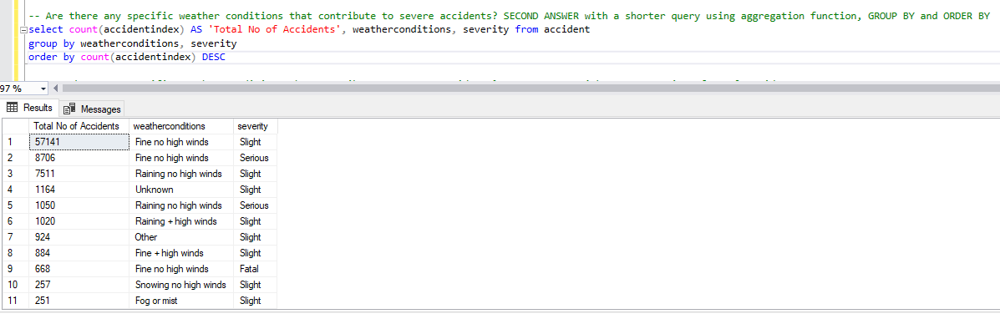 -- Are there any specific weather conditions that contribute to severe accidents? SECOND ANSWER with a shorter query using aggregation function, GROUP BY and ORDER BY
select count(accidentindex) AS 'Total No of Accidents', weatherconditions, severity from accident
group by weatherconditions, severity
order by count(accidentindex) DESC
97 %
Results Messages
Total No of Accidents weatherconditions severity
1 57141 Fine no high winds Slight
2 8706 Fine no high winds Serious
3 7511 Raining no high winds Slight
4 1164 Unknown Slight
5 1050 Raining no high winds Serious
6 1020 Raining + high winds Slight
7 924 Other Slight
8 884 Fine + high winds Slight
9 668 Fine no high winds Fatal
10 257 Snowing no high winds Slight
11 251 Fog or mist Slight